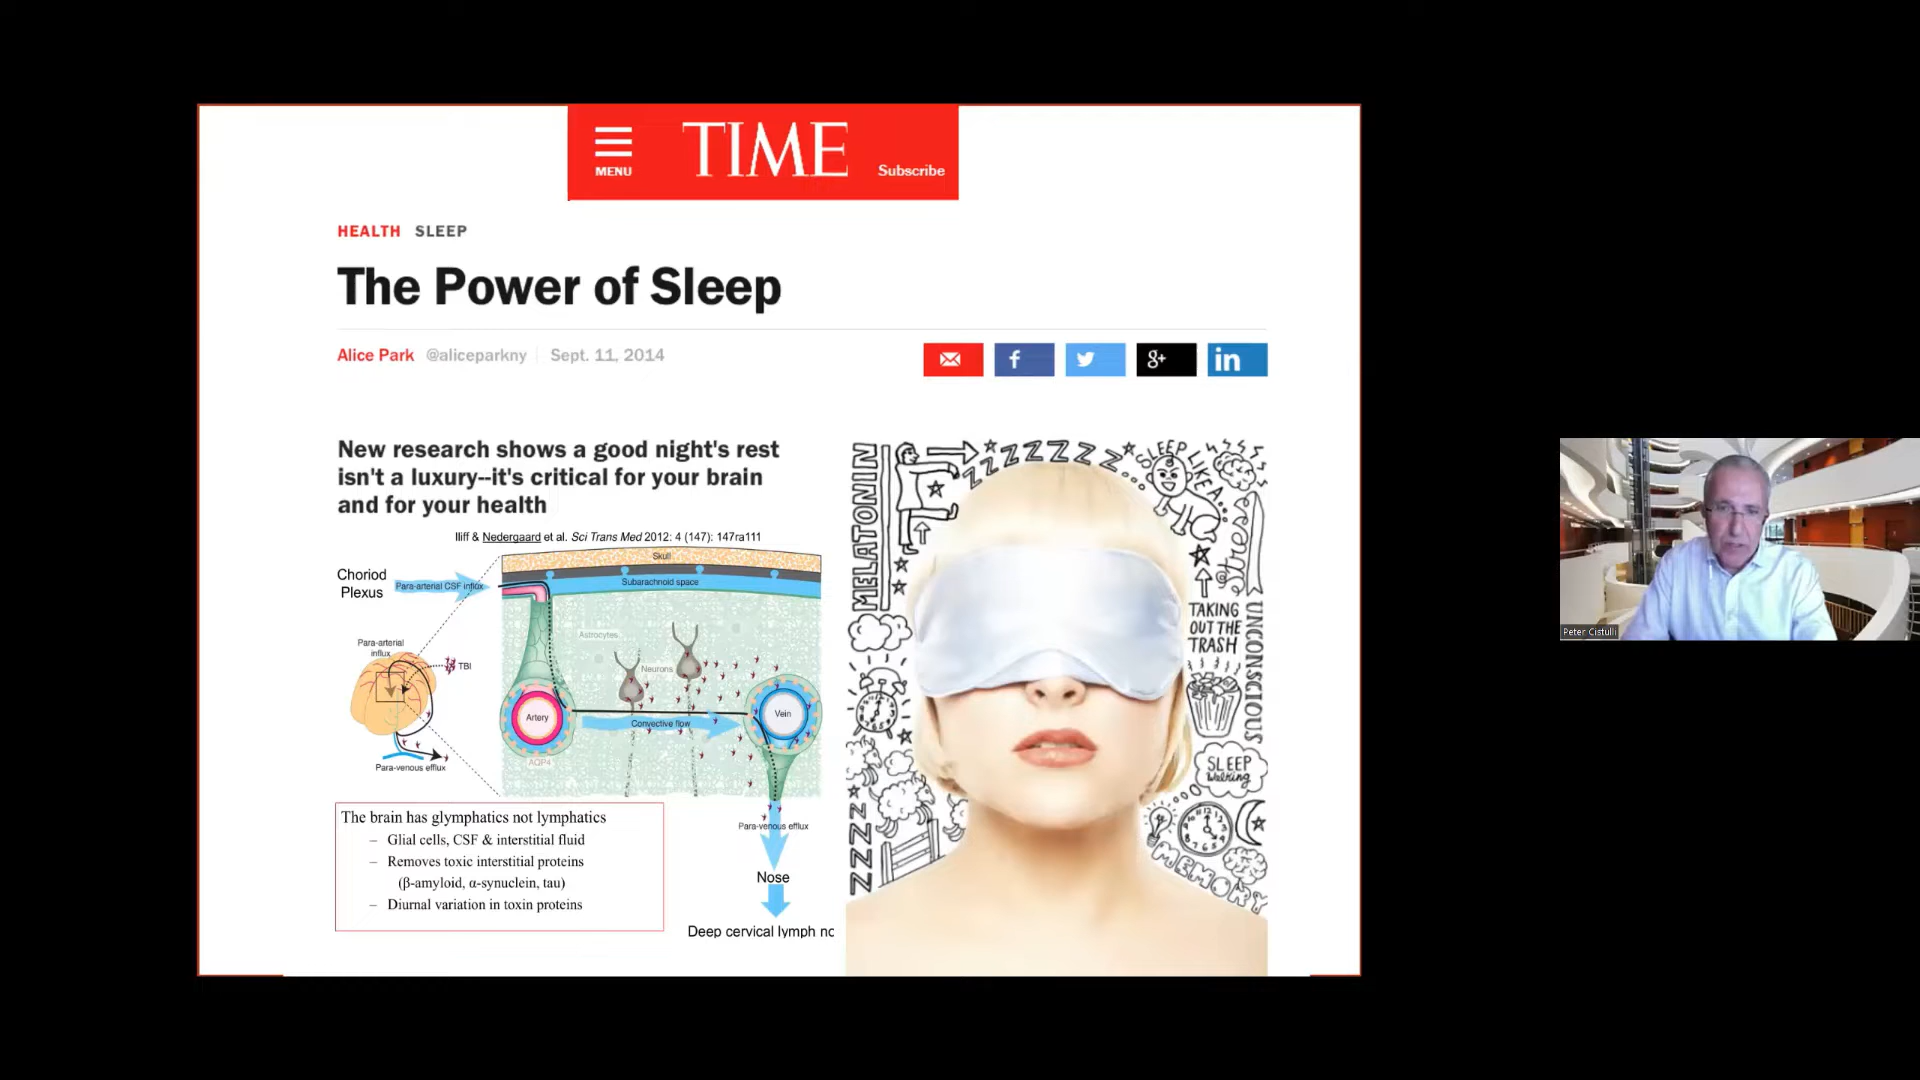 MENU
TIME
Subscribe
HEALTH SLEEP
The Power of Sleep
Alice Park @aliceparkny Sept. 11, 2014
f
g+
in
New research shows a good night's rest
isn't a luxury--it's critical for your brain
and for your health
Iliff & Nedergaard et al. Sci Trans Med 2012: 4 (147): 147ra111
Choriod
Plexus
Para-arterial CSF influx
Skull
Subarachnoid space
Astrocytes
Neurons
Para-arterial
influx
TBI
Artery
Convective flow
Vein
AQP4
Para-venous efflux
Para-venous efflux
Nose
Deep cervical lymph no
The brain has glymphatics not lymphatics
– Glial cells, CSF & interstitial fluid
– Removes toxic interstitial proteins
(β-amyloid, α-synuclein, tau)
– Diurnal variation in toxin proteins
MELATONIN
ZZZZZZZ...
SLEEP LIKE A...
Stress
TAKING
OUT THE
TRASH
UNCONSCIOUS
SLEEP
Walking
MEMORY
ZZZZ
Peter Cistulli